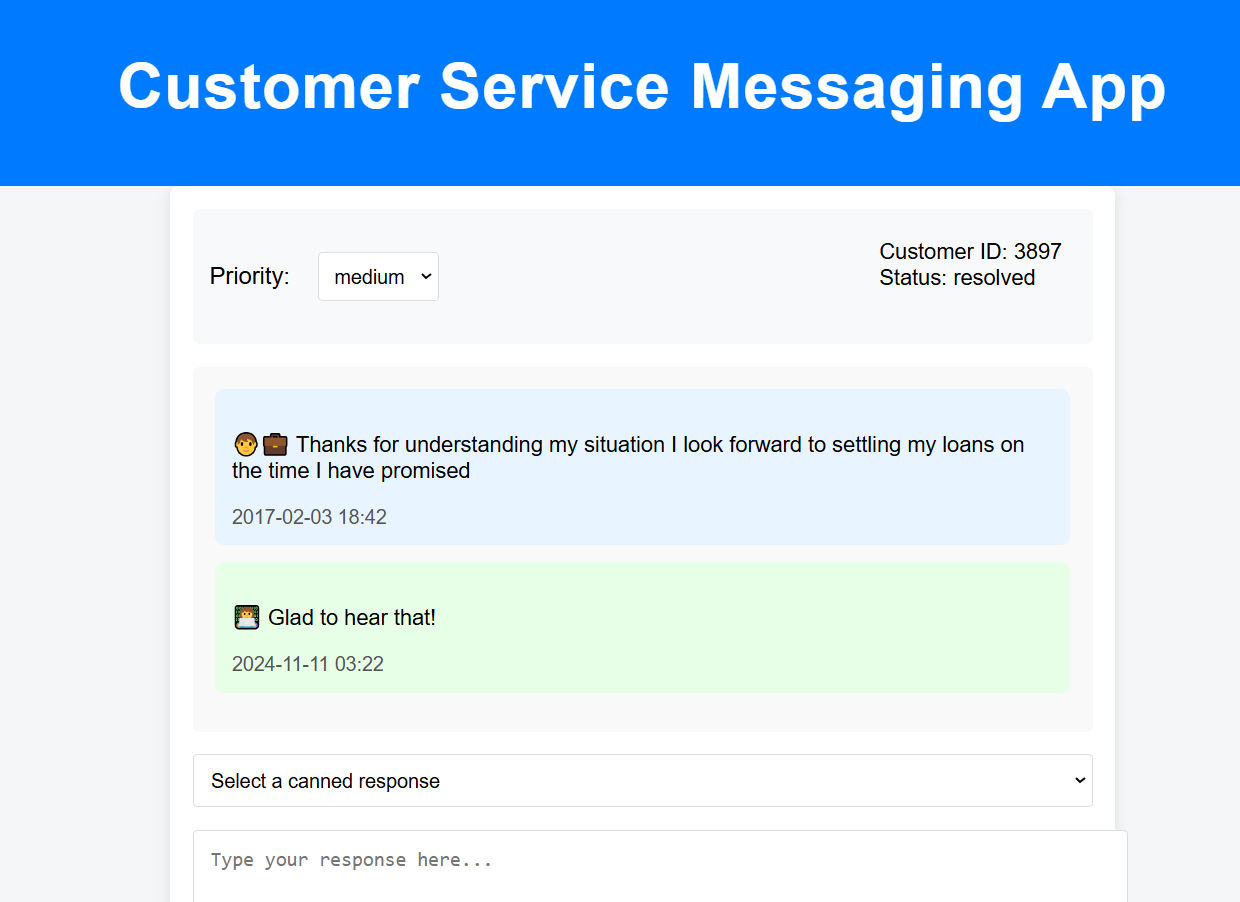 Customer Service Messaging App
Priority:
medium
Customer ID: 3897
Status: resolved
🧑💼 Thanks for understanding my situation I look forward to settling my loans on
the time I have promised
2017-02-03 18:42
👨‍💻 Glad to hear that!
2024-11-11 03:22
Select a canned response
Type your response here...